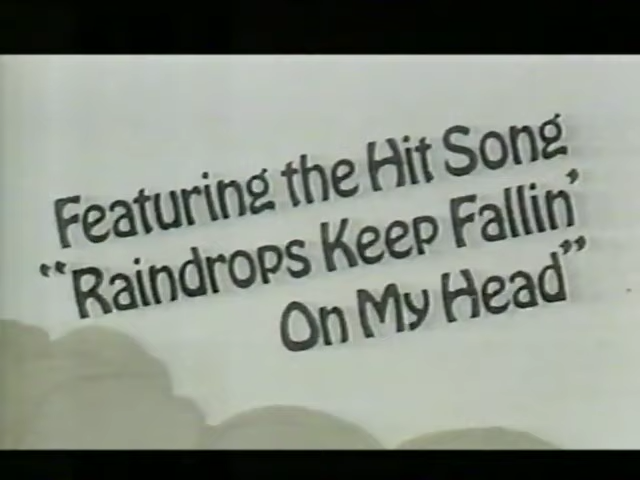 Featuring the Hit Song
“Raindrops Keep Fallin’
On My Head”